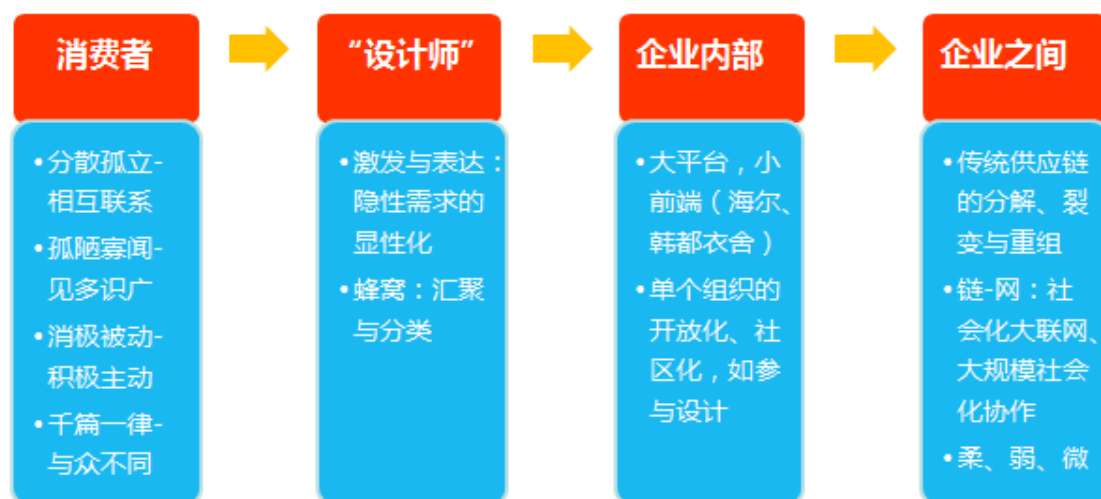 消费者
“设计师”
企业内部
企业之间
•分散孤立-
相互联系
•孤陋寡闻-
见多识广
•消极被动-
积极主动
•千篇一律-
与众不同
•激发与表达：
隐性需求的
显性化
•蜂窝：汇聚
与分类
•大平台，小
前端（海尔、
韩都衣舍）
•单个组织的
开放化、社
区化，如参
与设计
•传统供应链
的分解、裂
变与重组
•链-网：社
会化大联网、
大规模社会
化协作
•柔、弱、微